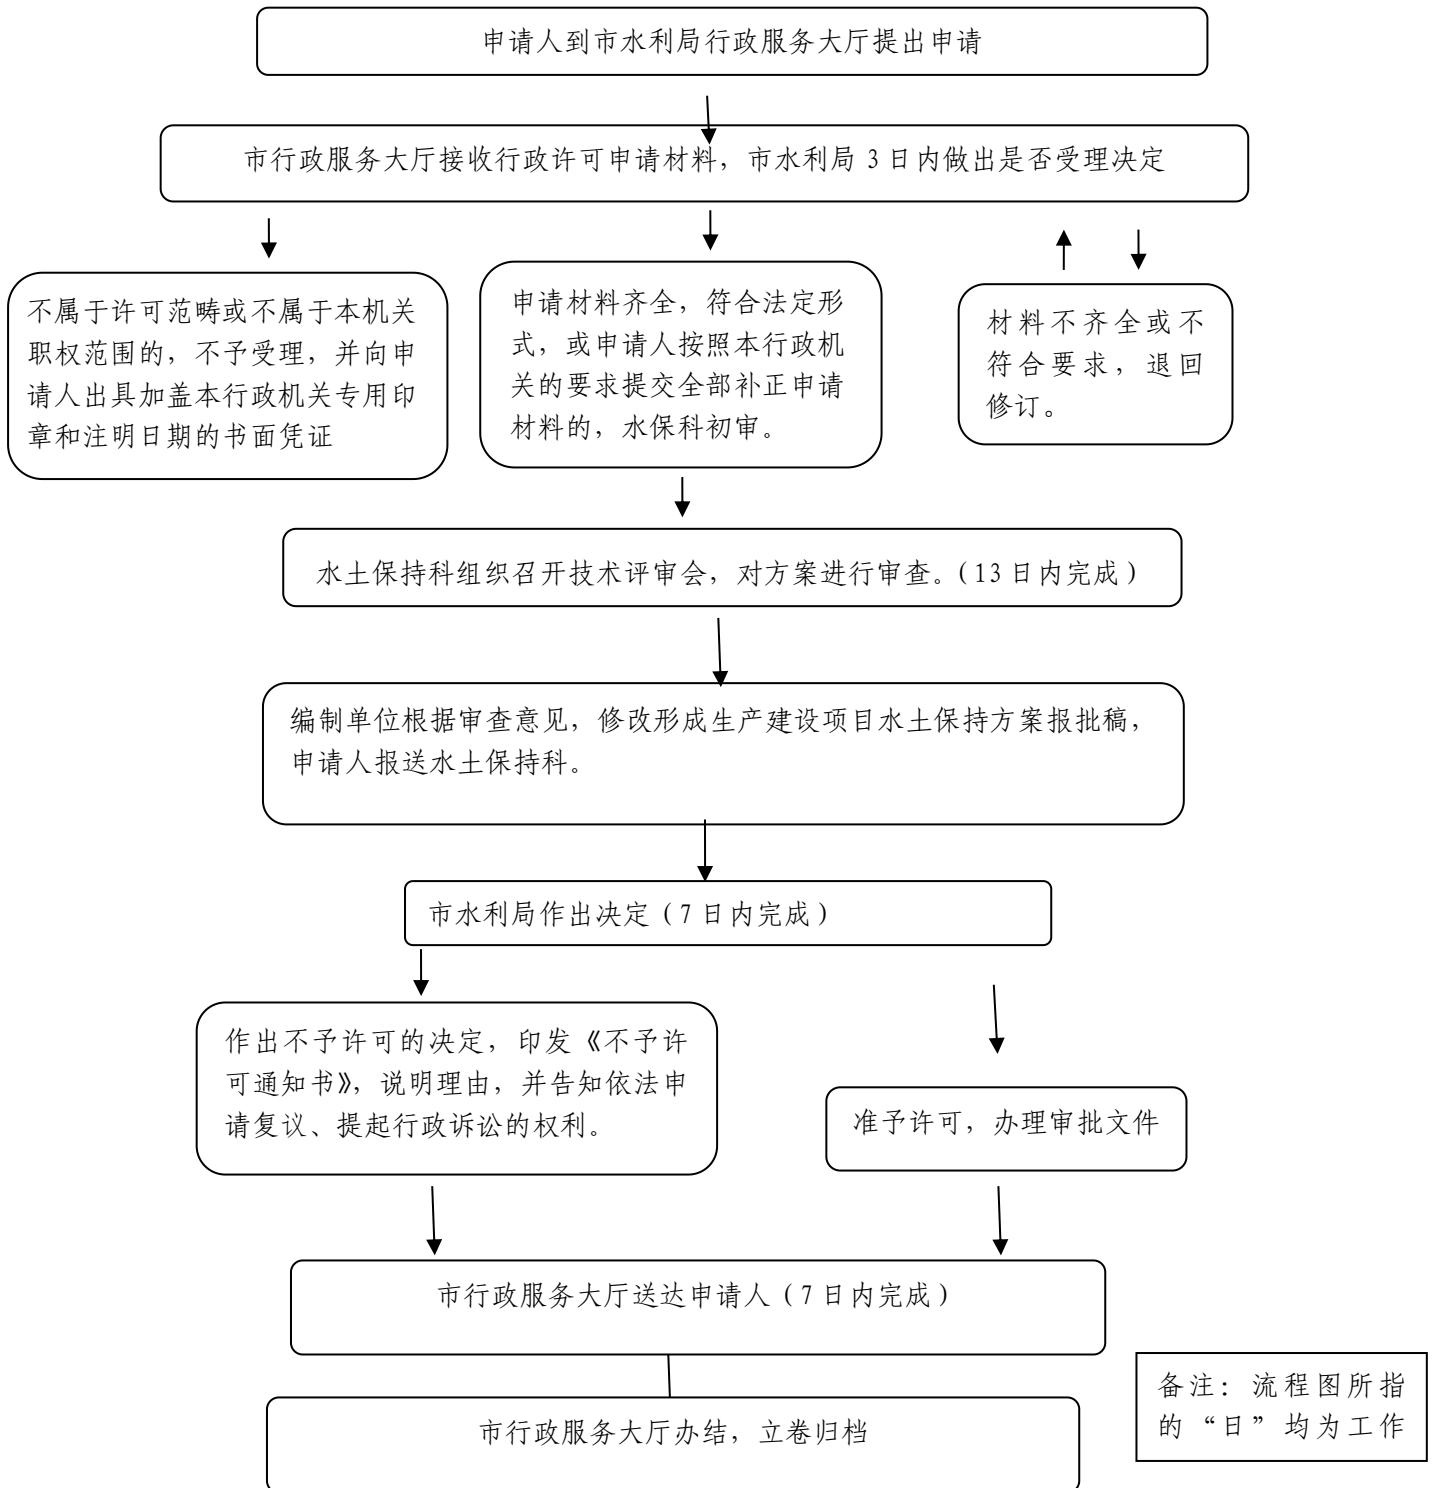 申请人到市水利局行政服务大厅提出申请
市行政服务大厅接收行政许可申请材料，市水利局 3 日内做出是否受理决定
不属于许可范畴或不属于本机关
职权范围的，不予受理，并向申
请人出具加盖本行政机关专用印
章和注明日期的书面凭证
申请材料齐全，符合法定形
式，或申请人按照本行政机
关的要求提交全部补正申请
材料的，水保科初审。
材料不齐全或不
符合要求，退回
修订。
水土保持科组织召开技术评审会，对方案进行审查。（13 日内完成）
编制单位根据审查意见，修改形成生产建设项目水土保持方案报批稿，
申请人报送水土保持科。
市水利局作出决定（7 日内完成）
作出不予许可的决定，印发《不予许
可通知书》，说明理由，并告知依法申
请复议、提起行政诉讼的权利。
准予许可，办理审批文件
市行政服务大厅送达申请人（7 日内完成）
市行政服务大厅办结，立卷归档
备注：流程图所指
的“日”均为工作